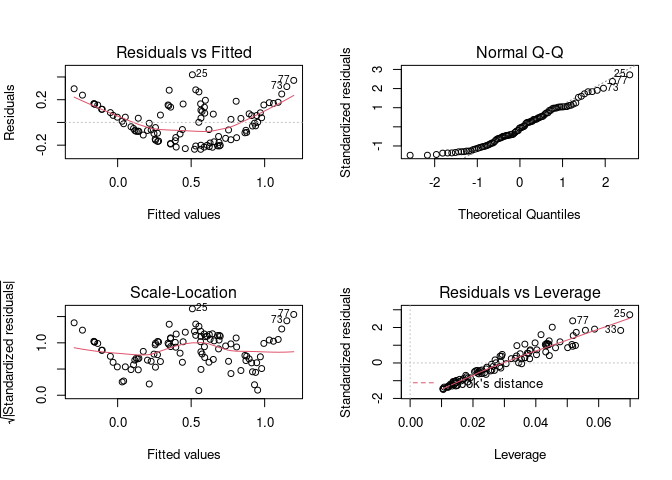 Residuals vs Fitted
Residuals
0.2
-0.2
25
77
73
0.0 0.5 1.0
Fitted values
Normal Q-Q
Standardized residuals
3
2
1
-1
25
77
73
-2 -1 0 1 2
Theoretical Quantiles
Scale-Location
√|Standardized residuals|
1.0
0.0
25
77
73
0.0 0.5 1.0
Fitted values
Residuals vs Leverage
Standardized residuals
2
0
-2
25
77
33
ok's distance
0.00 0.02 0.04 0.06
Leverage